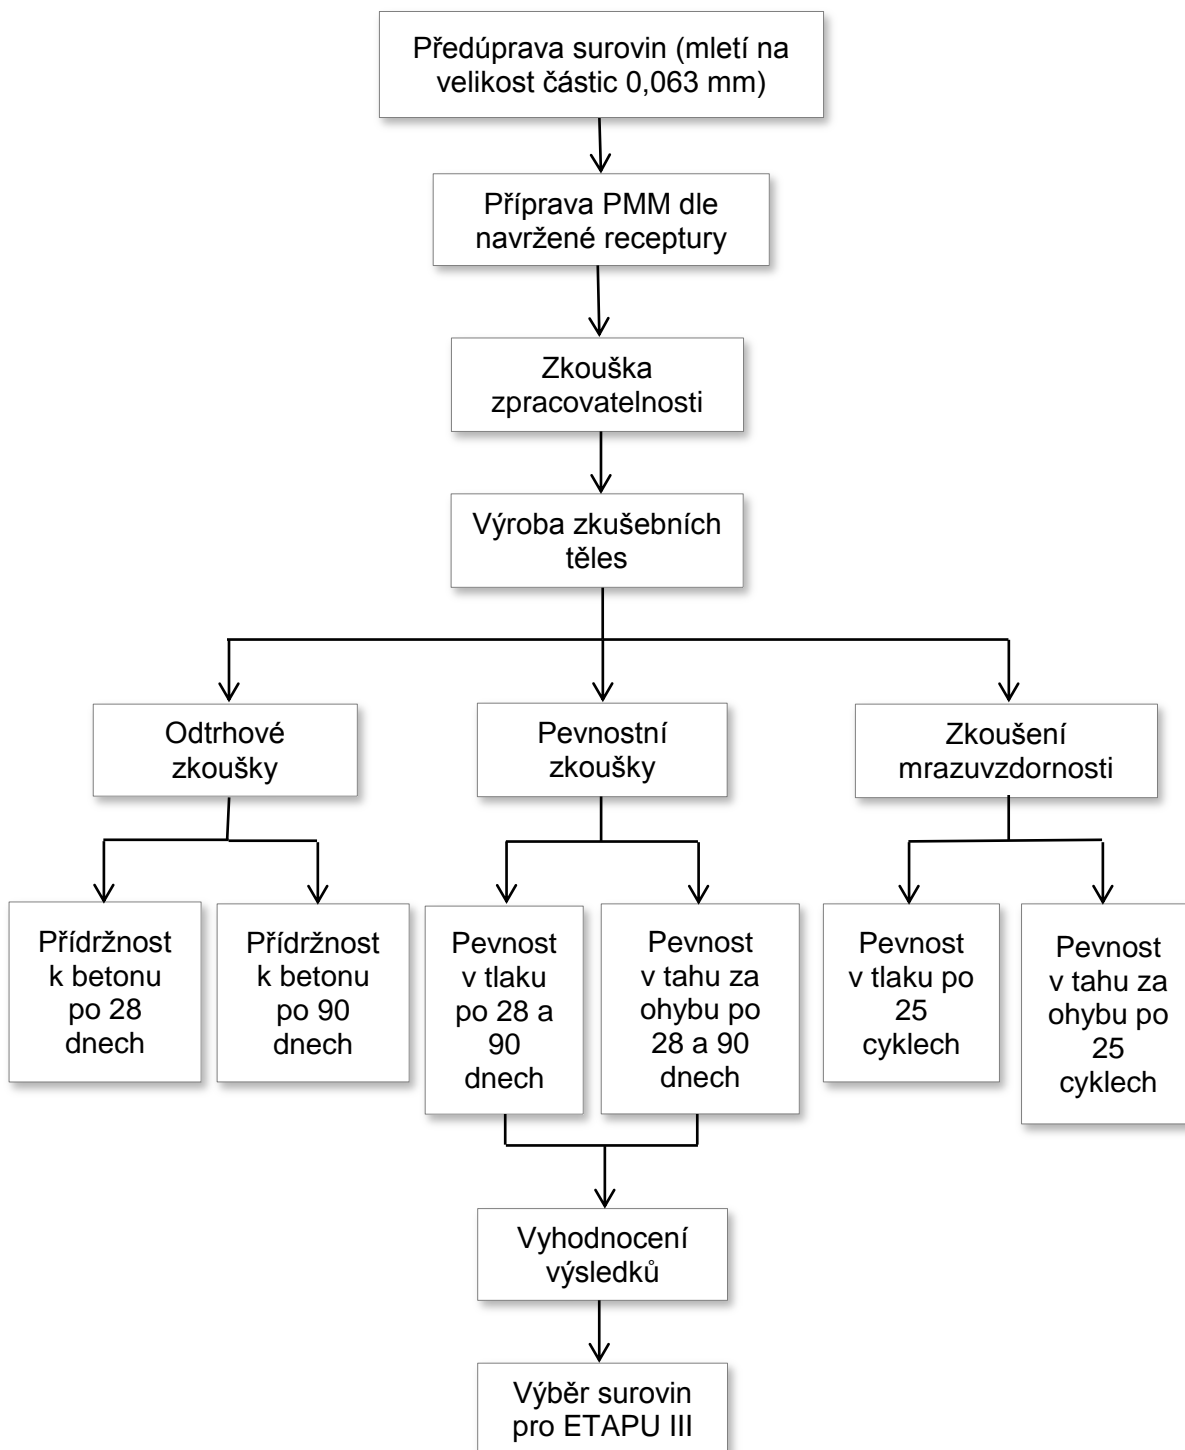 Předúprava surovin (mletí na
velikost částic 0,063 mm)
Příprava PMM dle
navržené receptury
Zkouška
zpracovatelnosti
Výroba zkušebních
těles
Odtrhové
zkoušky
Pevnostní
zkoušky
Zkoušení
mrazuvzdornosti
Přídržnost
k betonu
po 28
dnech
Přídržnost
k betonu
po 90
dnech
Pevnost
v tlaku
po 28 a
90
dnech
Pevnost
v tahu za
ohybu po
28 a 90
dnech
Pevnost
v tlaku po
25
cyklech
Pevnost
v tahu za
ohybu po
25
cyklech
Vyhodnocení
výsledků
Výběr surovin
pro ETAPU III